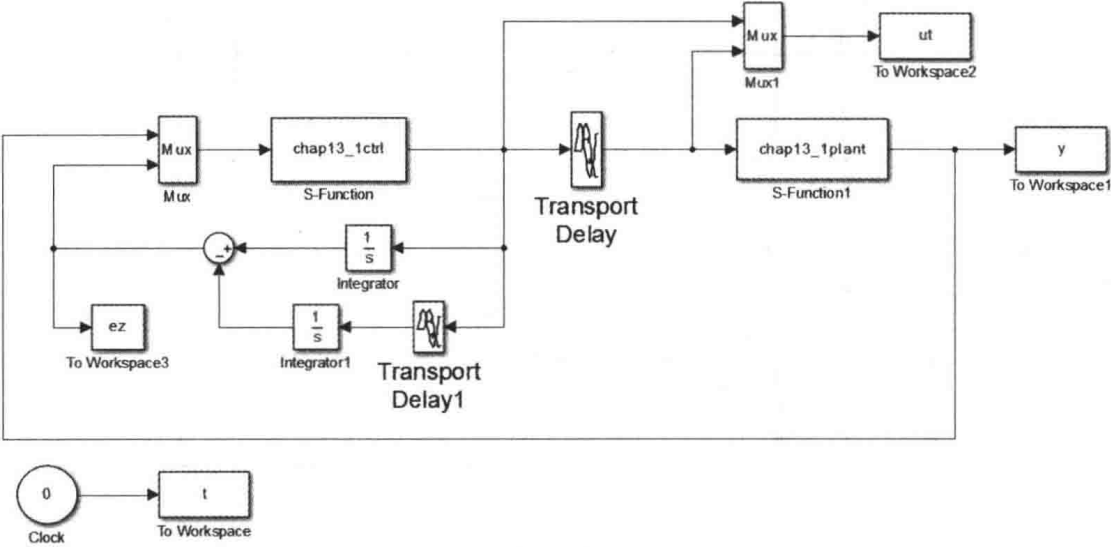 Mux
Mux1
ut
To Workspace2
Mux
Mux
chap13_1ctrl
S-Function
Transport
Delay
chap13_1plant
S-Function1
y
To Workspace1
-
+
1
s
Integrator
ez
To Workspace3
1
s
Integrator1
Transport
Delay1
0
Clock
t
To Workspace